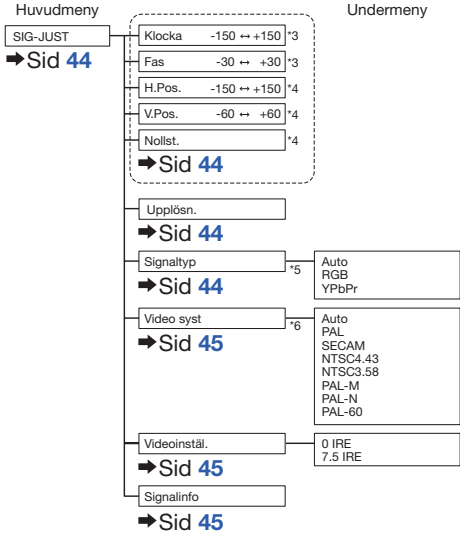 Huvudmeny Undermeny
SIG-JUST
➡Sid 44
Klocka -150 ↔ +150 *3
Fas -30 ↔ +30 *3
H.Pos. -150 ↔ +150 *4
V.Pos. -60 ↔ +60 *4
Nollst. *4
➡Sid 44
Upplösn.
➡Sid 44
Signaltyp *5
➡Sid 44
Auto
RGB
YPbPr
Video syst *6
➡Sid 45
Auto
PAL
SECAM
NTSC4.43
NTSC3.58
PAL-M
PAL-N
PAL-60
Videoinstäl.
➡Sid 45
0 IRE
7.5 IRE
Signalinfo
➡Sid 45